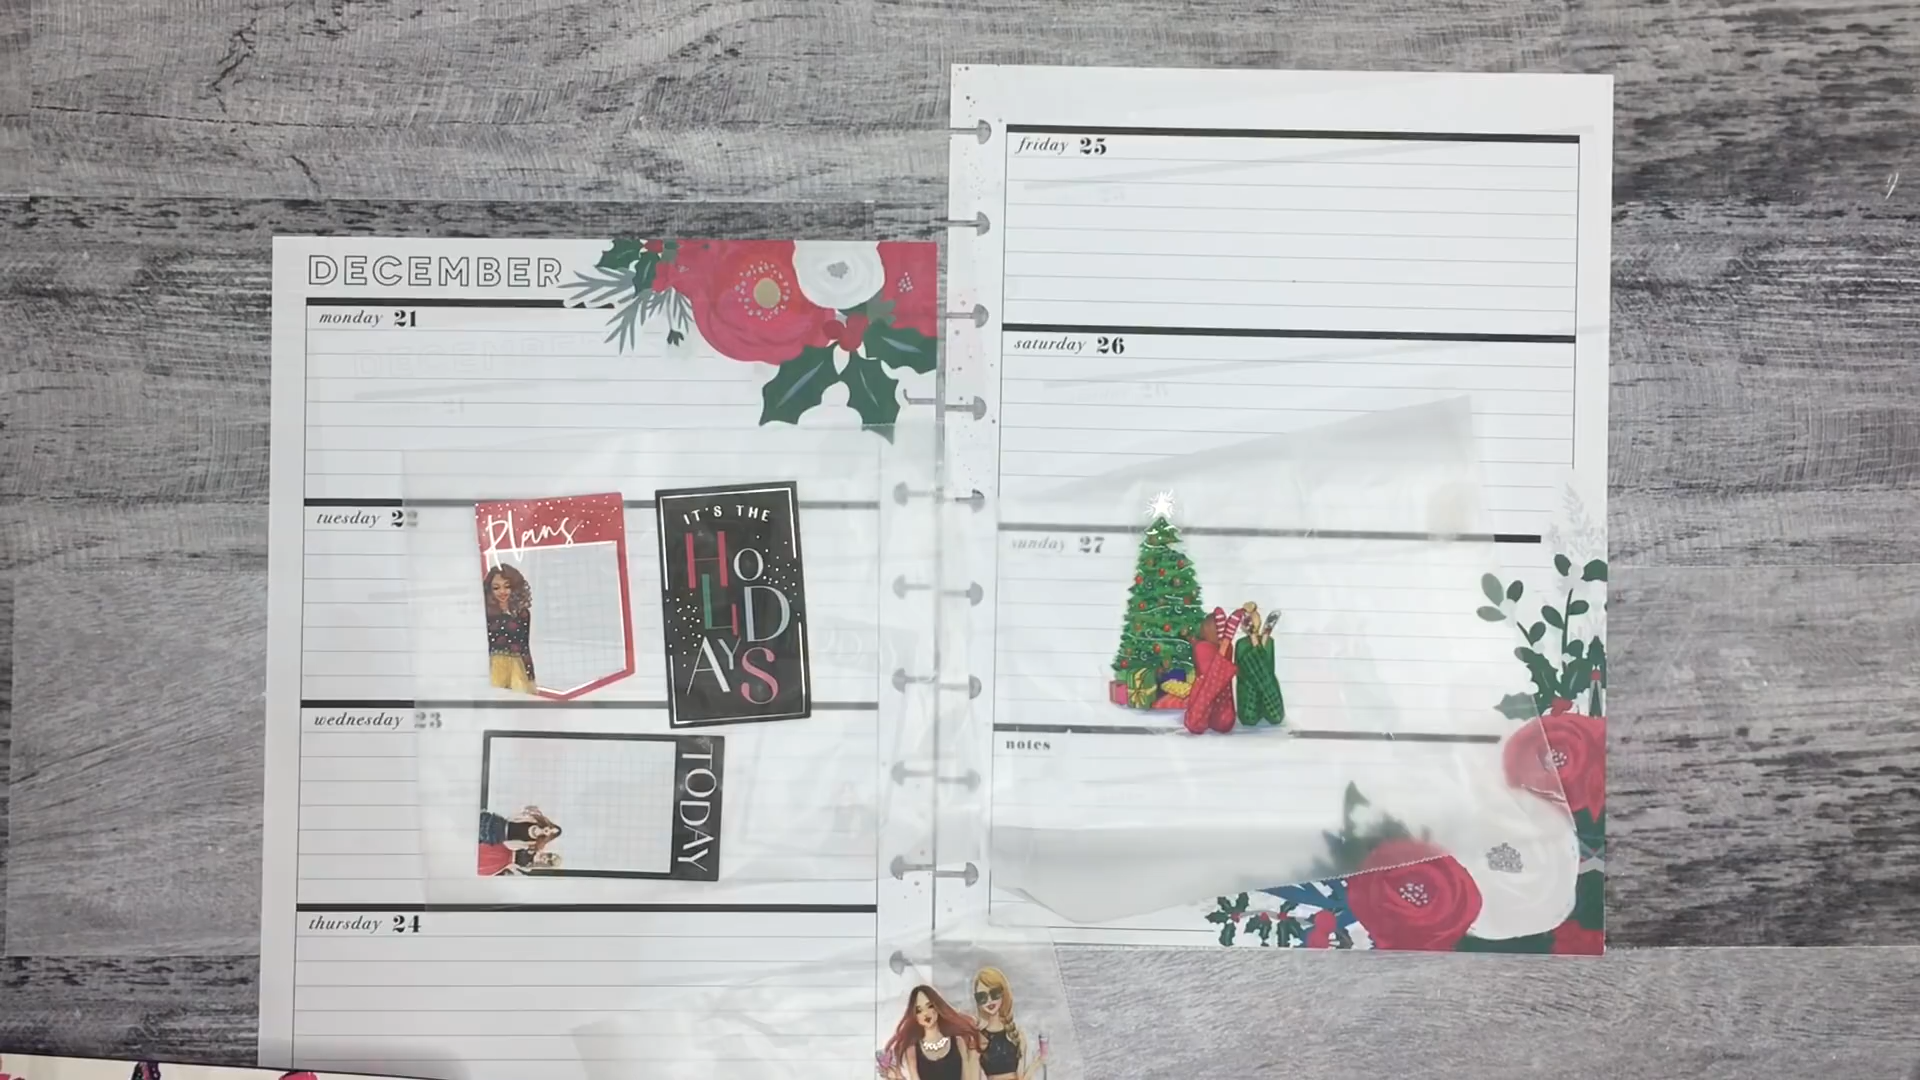 DECEMBER
monday 21
tuesday 22
wednesday 23
thursday 24
Plans
IT'S THE
HOLIDAYS
TODAY
friday 25
saturday 26
sunday 27
notes